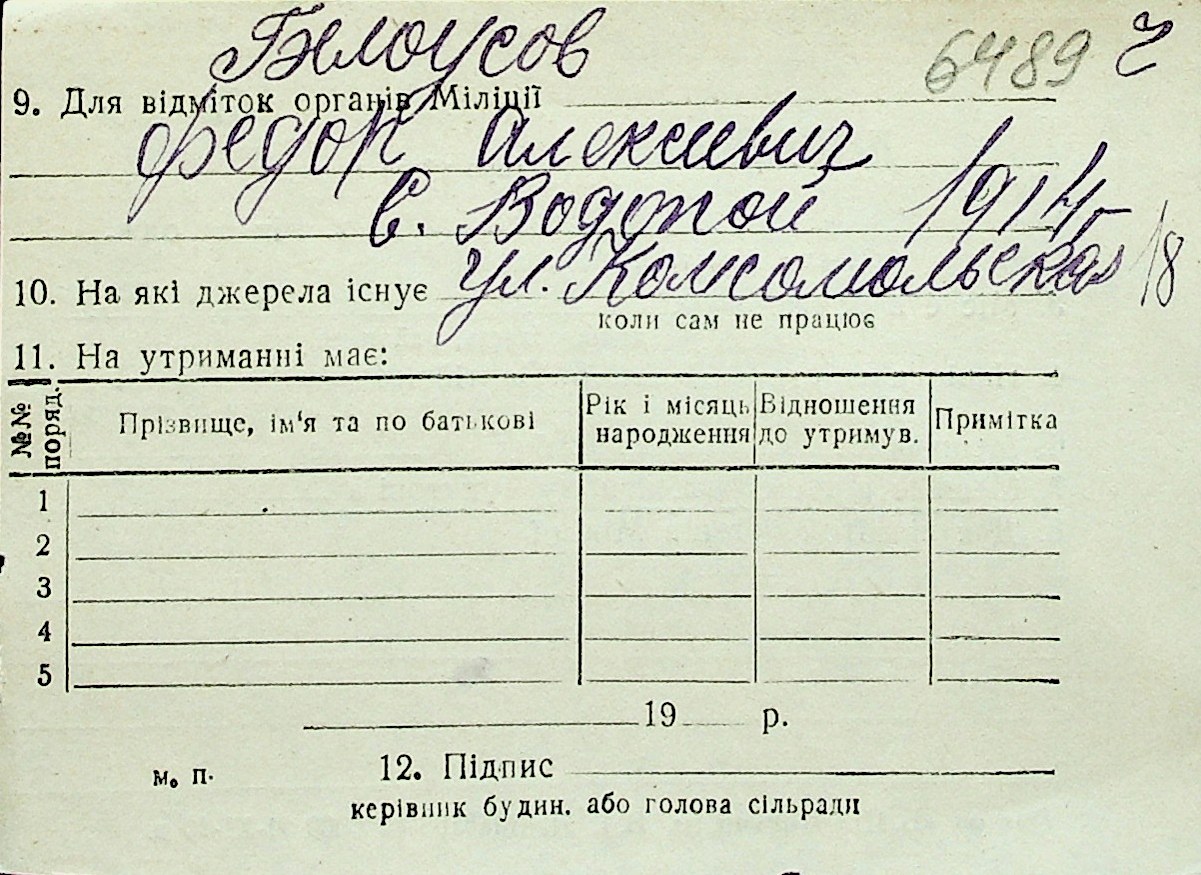 Белоусов 6489
9. Для відміток органів Міліції
Федор Алексеевич
с. Водопой 1914
10. На які джерела існує ул. Комсомольская 18
коли сам не працює
11. На утриманні має:
№№ поряд. Прізвище, ім'я та по батькові Рік і місяць народження Відношення до утримув. Примітка
1
2
3
4
5
19 р.
м. п. 12. Підпис
керівник будин. або голова сільради